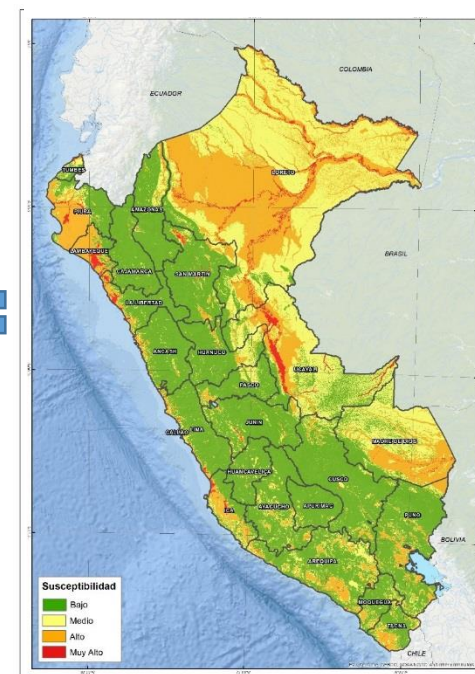 COLOMBIA
ECUADOR
TUMBES
LORETO
PIURA
AMAZONAS
LAMBAYEQUE
BRASIL
CAJAMARCA
SAN MARTIN
LA LIBERTAD
ANCASH
HUANUCO
UCAYALI
PASCO
JUNIN
CALLAO
LIMA
MADRE DE DIOS
HUANCAVELICA
CUSCO
ICA
AYACUCHO
APURIMAC
PUNO
AREQUIPA
BOLIVIA
Susceptibilidad
Bajo
Medio
Alto
Muy Alto
MOQUEGUA
TACNA
CHILE